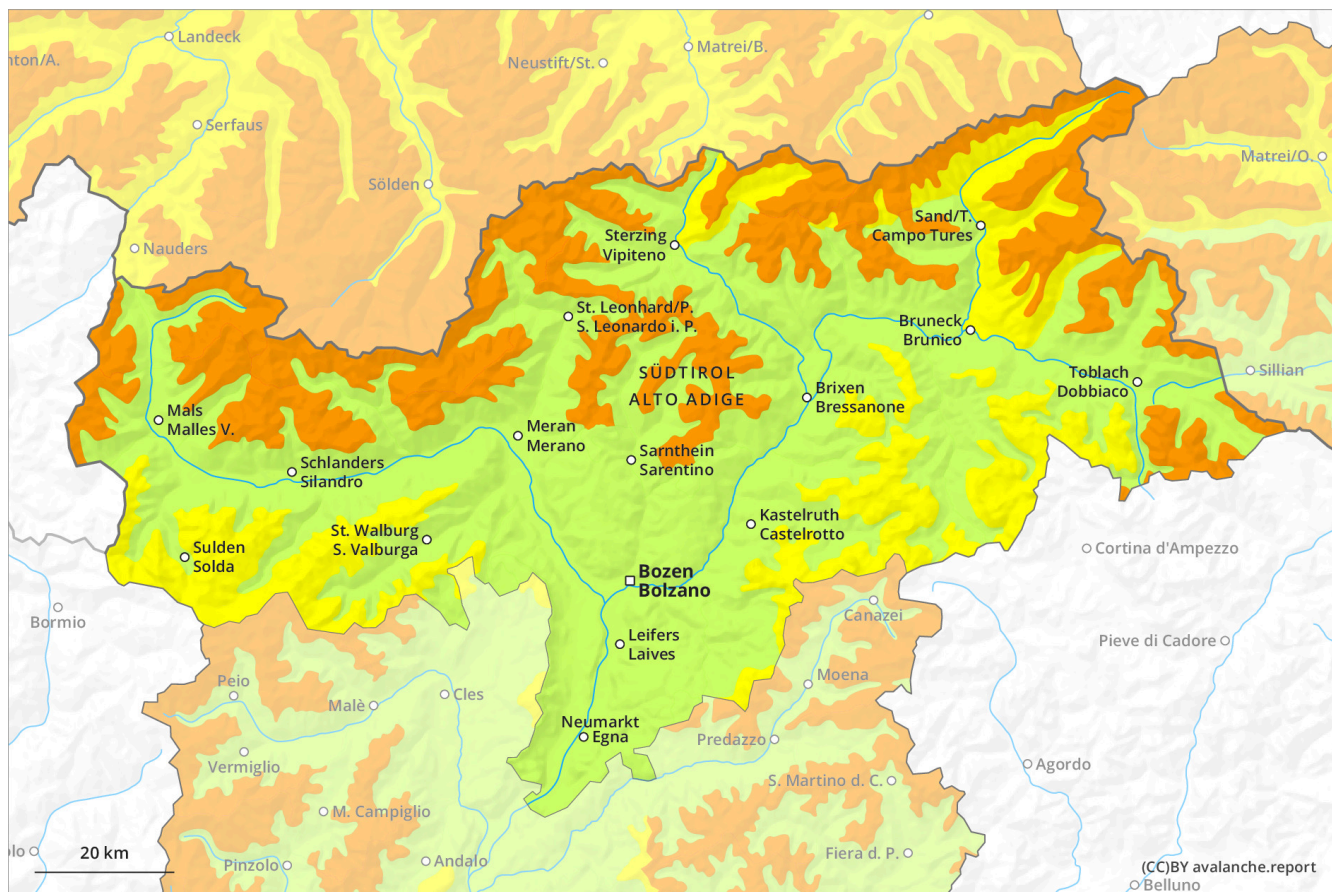 Landeck
nton/A.
Matrei/B.
Neustift/St.
Serfaus
Matrei/O.
Sölden
Nauders
Sand/T.
Campo Tures
Sterzing
Vipiteno
St. Leonhard/P.
S. Leonardo i. P.
Bruneck
Brunico
SÜDTIROL
ALTO ADIGE
Toblach
Dobbiaco
Sillian
Brixen
Bressanone
Mals
Malles V.
Meran
Merano
Schlanders
Silandro
Sarnthein
Sarentino
Kastelruth
Castelrotto
St. Walburg
S. Valburga
Sulden
Solda
Cortina d'Ampezzo
Bozen
Bolzano
Bormio
Canazei
Leifers
Laives
Pieve di Cadore
Peio
Moena
Malè
Cles
Neumarkt
Egna
Predazzo
Vermiglio
Agordo
S. Martino d. C.
M. Campiglio
olo
20 km
Pinzolo
Andalo
Fiera d. P.
(CC)BY avalanche.report
Belluno